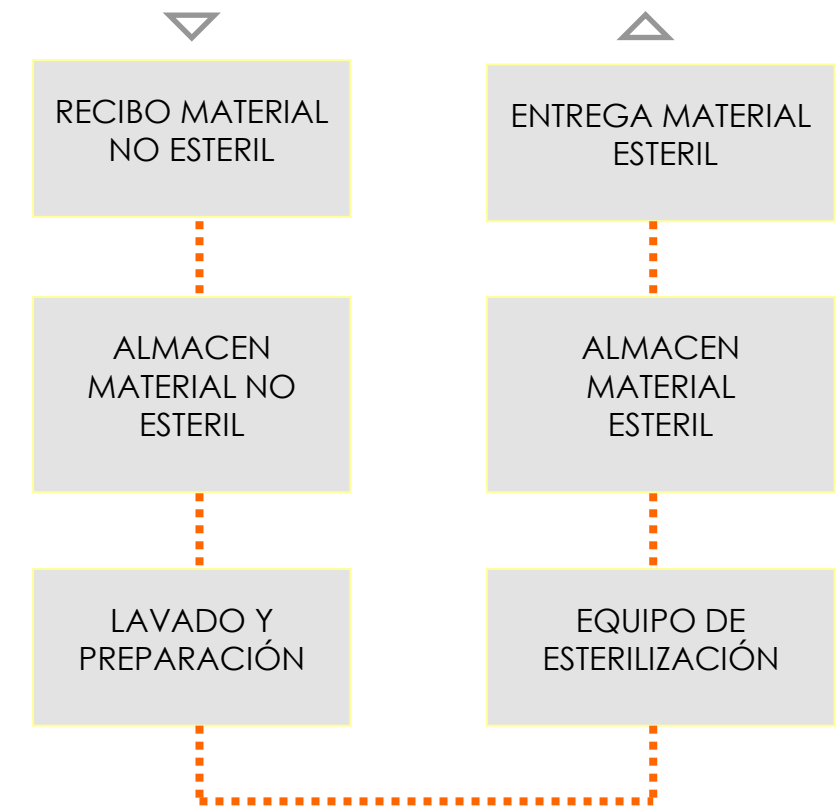 RECIBO MATERIAL
NO ESTERIL
ALMACEN
MATERIAL NO
ESTERIL
LAVADO Y
PREPARACIÓN
ENTREGA MATERIAL
ESTERIL
ALMACEN
MATERIAL
ESTERIL
EQUIPO DE
ESTERILIZACIÓN